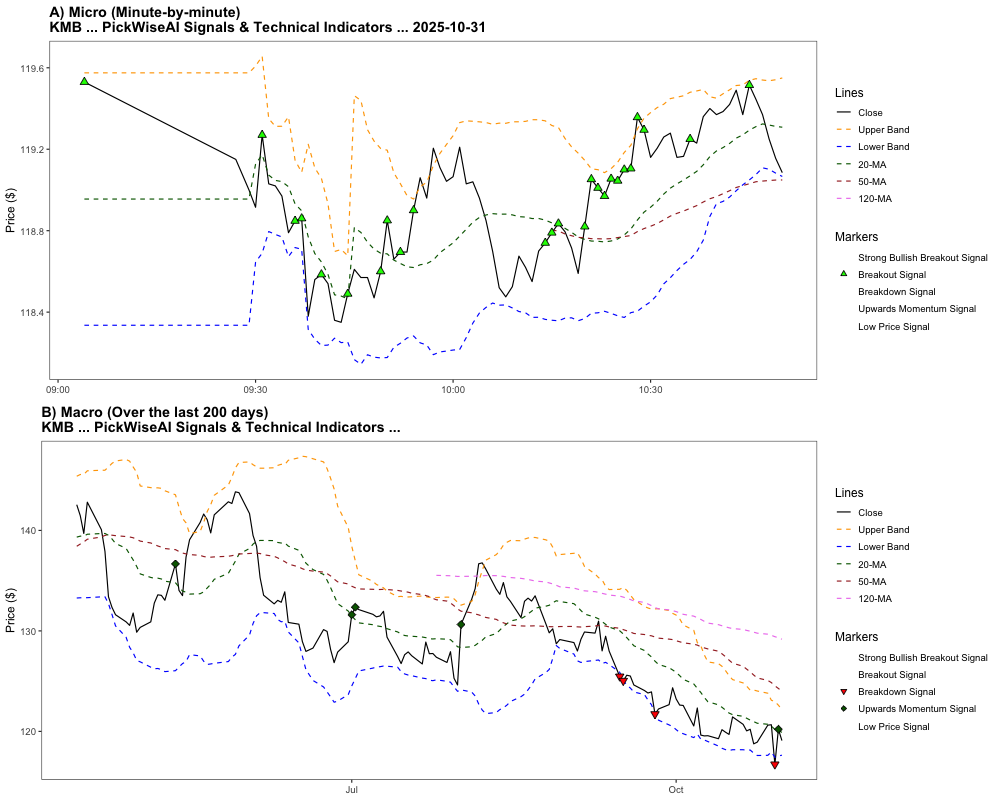 A) Micro (Minute-by-minute)
KMB ... PickWiseAI Signals & Technical Indicators ... 2025-10-31
Price ($)
119.6
119.2
118.8
118.4
09:00
09:30
10:00
10:30
Lines
Close
Upper Band
Lower Band
20-MA
50-MA
120-MA
Markers
Strong Bullish Breakout Signal
Breakout Signal
Breakdown Signal
Upwards Momentum Signal
Low Price Signal
B) Macro (Over the last 200 days)
KMB ... PickWiseAI Signals & Technical Indicators ...
Price ($)
140
130
120
Jul
Oct
Lines
Close
Upper Band
Lower Band
20-MA
50-MA
120-MA
Markers
Strong Bullish Breakout Signal
Breakout Signal
Breakdown Signal
Upwards Momentum Signal
Low Price Signal